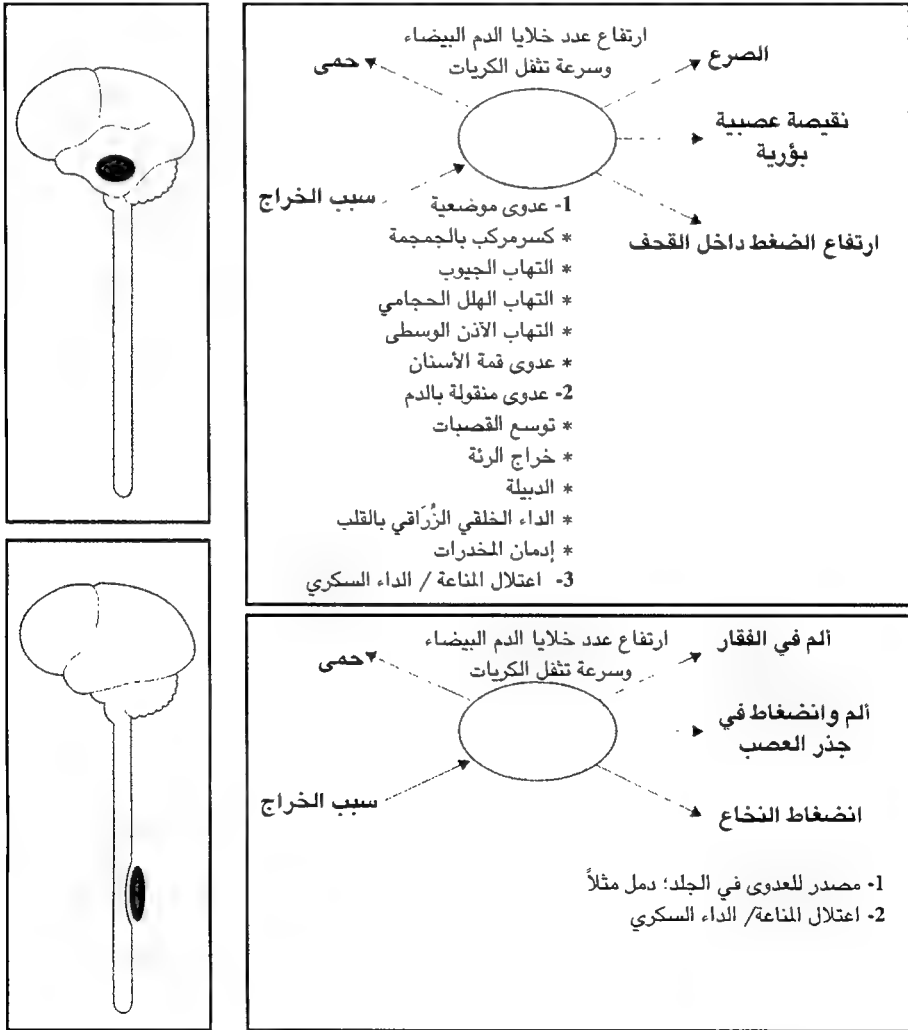 ارتفاع عدد خلايا الدم البيضاء
وسرعة تثفل الكريات
الصرع
حمى
نقيصة عصبية
بؤرية
سبب الخراج
ارتفاع الضغط داخل القحف
1- عدوى موضعية
* كسرمركب بالجمجمة
* التهاب الجيوب
* التهاب الهلل الحجامي
* التهاب الآذن الوسطى
* عدوى قمة الأسنان
2- عدوى منقولة بالدم
* توسع القصبات
* خراج الرئة
* الدبيلة
* الداء الخلقي الزُّرَاقي بالقلب
* إدمان المخدرات
3- اعتلال المناعة / الداء السكري
ارتفاع عدد خلايا الدم البيضاء
وسرعة تثفل الكريات
ألم في الفقار
حمى
ألم وانضغاط في
جذر العصب
سبب الخراج
انضغاط النخاع
1- مصدر للعدوى في الجلد؛ دمل مثلاً
2- اعتلال المناعة/ الداء السكري